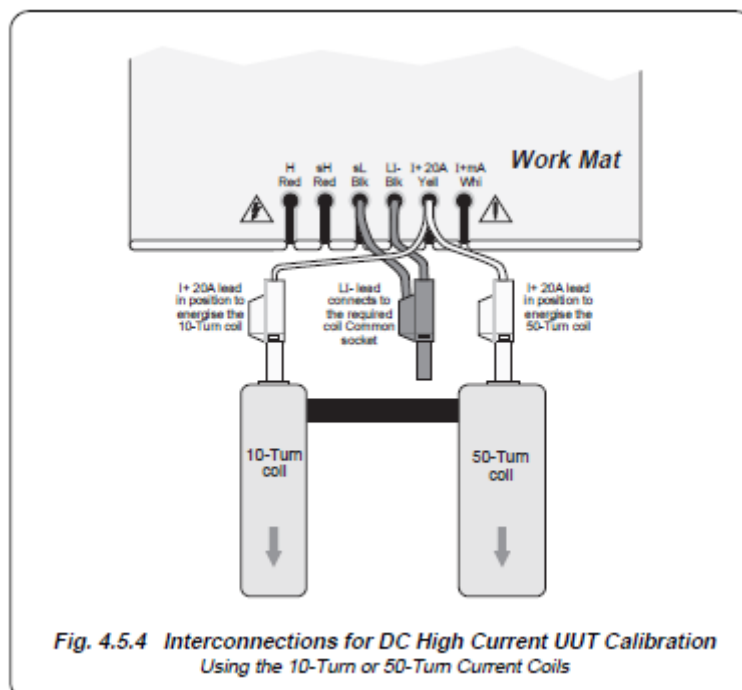 Work Mat
H sH sL LI- I+ 20A I+mA
Red Red Blk Blk Yell Whi
I+ 20A lead
in position to
energise the
10-Turn coil
LI- lead
connects to
the required
coil Common
socket
I+ 20A lead
in position to
energise the
50-Turn coil
10-Turn
coil
50-Turn
coil
Fig. 4.5.4 Interconnections for DC High Current UUT Calibration
Using the 10-Turn or 50-Turn Current Coils